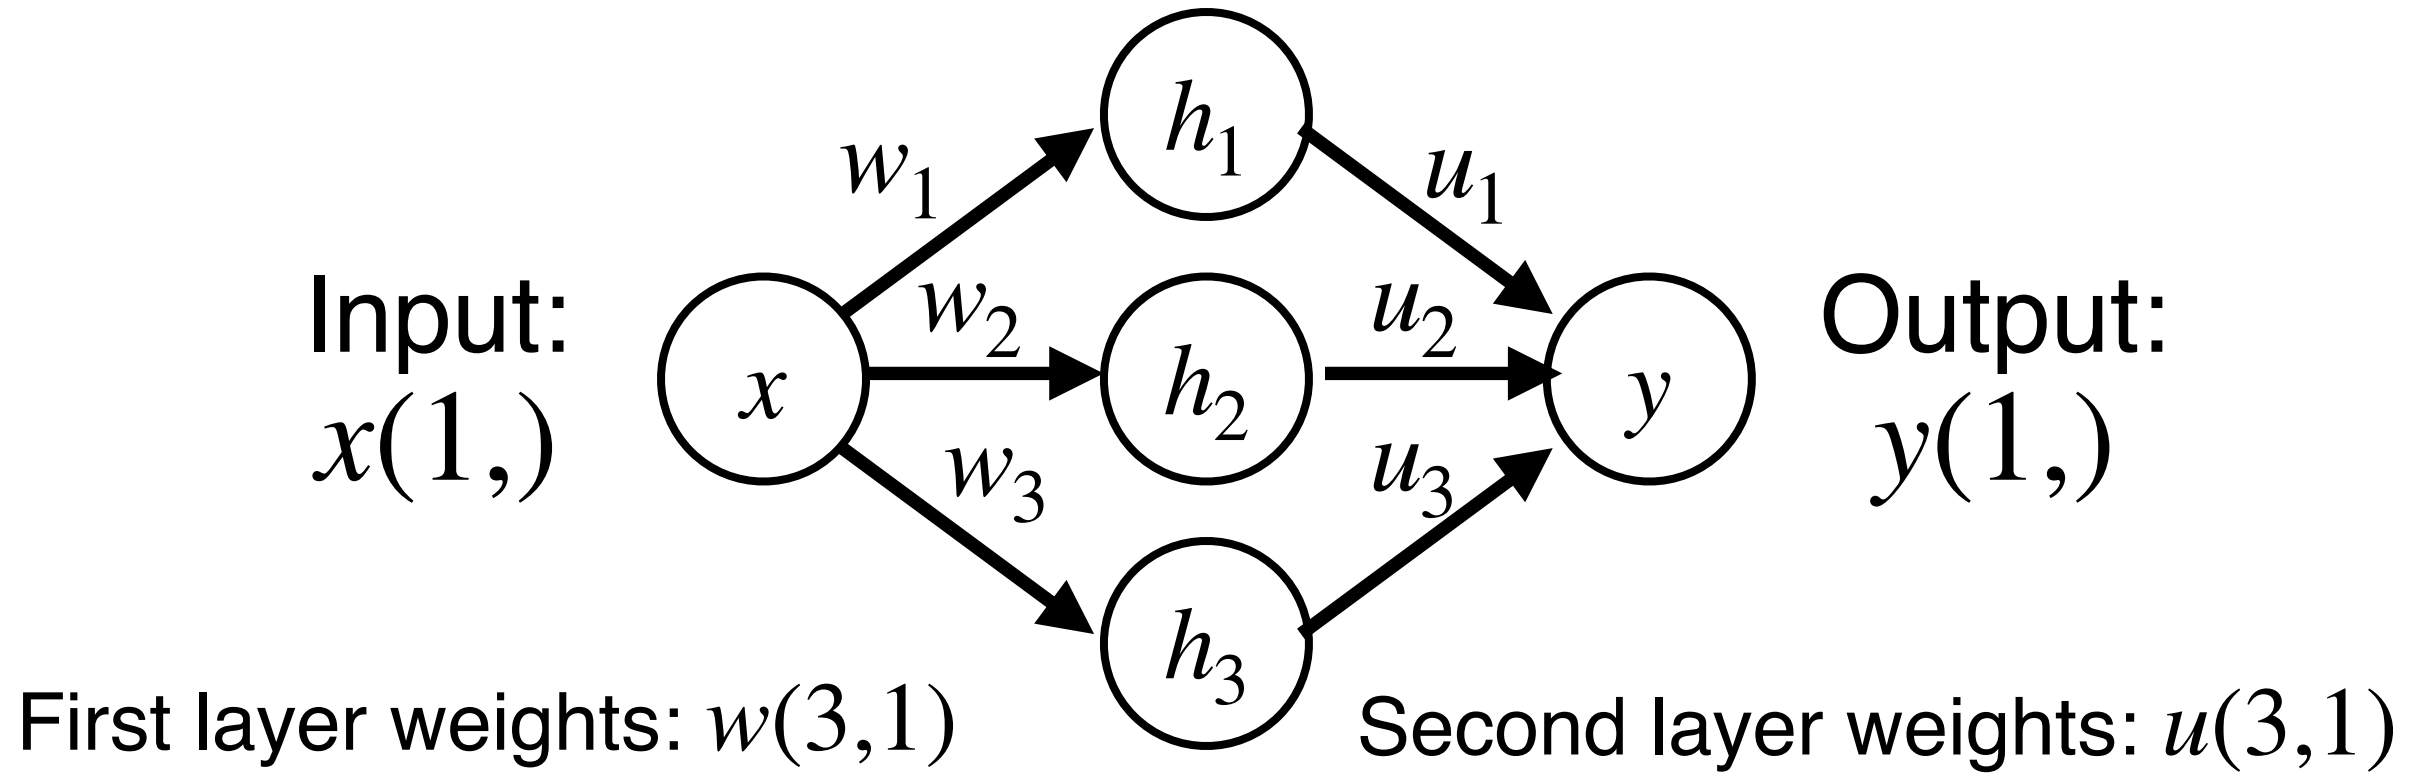 h₁
w₁
u₁
w₂
u₂
Input:
x(1,)
x
h₂
y
Output:
y(1,)
w₃
u₃
h₃
First layer weights: w(3,1)
Second layer weights: u(3,1)